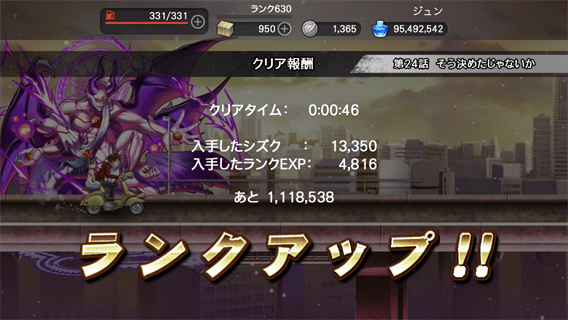 ランク630
331/331
950
1,365
ジュン
95,492,542
クリア報酬
第24話 そう決めたじゃないか
クリアタイム: 0:00:46
入手したシズク : 13,350
入手したランクEXP: 4,816
あと 1,118,538
ランクアップ!!